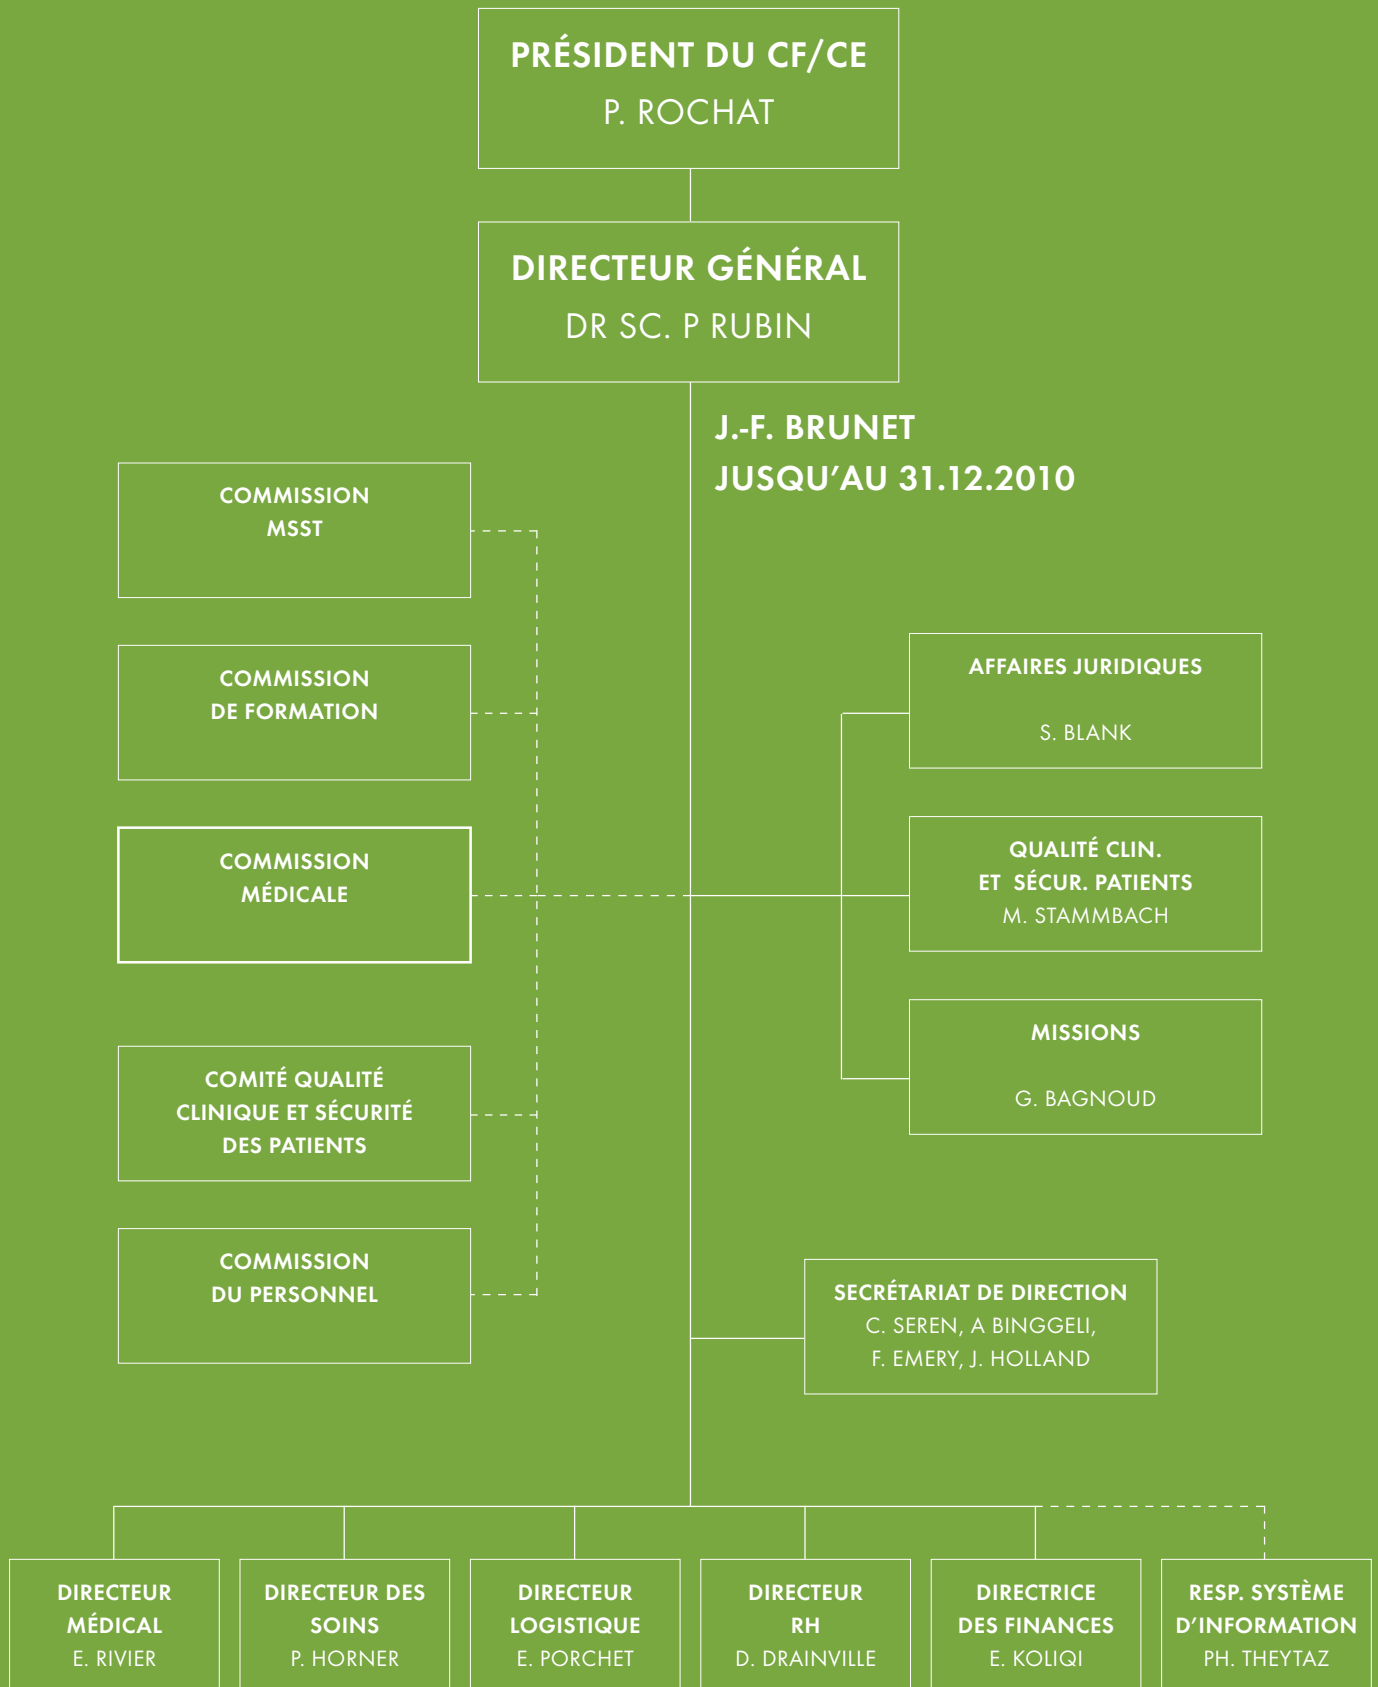 PRÉSIDENT DU CF/CE
P. ROCHAT
DIRECTEUR GÉNÉRAL
DR SC. P RUBIN
J.-F. BRUNET
JUSQU'AU 31.12.2010
COMMISSION
MSST
COMMISSION
DE FORMATION
COMMISSION
MÉDICALE
COMITÉ QUALITÉ
CLINIQUE ET SÉCURITÉ
DES PATIENTS
COMMISSION
DU PERSONNEL
AFFAIRES JURIDIQUES
S. BLANK
QUALITÉ CLIN.
ET SÉCUR. PATIENTS
M. STAMMBACH
MISSIONS
G. BAGNOUD
SECRÉTARIAT DE DIRECTION
C. SEREN, A BINGGELI,
F. EMERY, J. HOLLAND
DIRECTEUR
MÉDICAL
E. RIVIER
DIRECTEUR DES
SOINS
P. HORNER
DIRECTEUR
LOGISTIQUE
E. PORCHET
DIRECTEUR
RH
D. DRAINVILLE
DIRECTRICE
DES FINANCES
E. KOLIQI
RESP. SYSTÈME
D'INFORMATION
PH. THEYTAZ